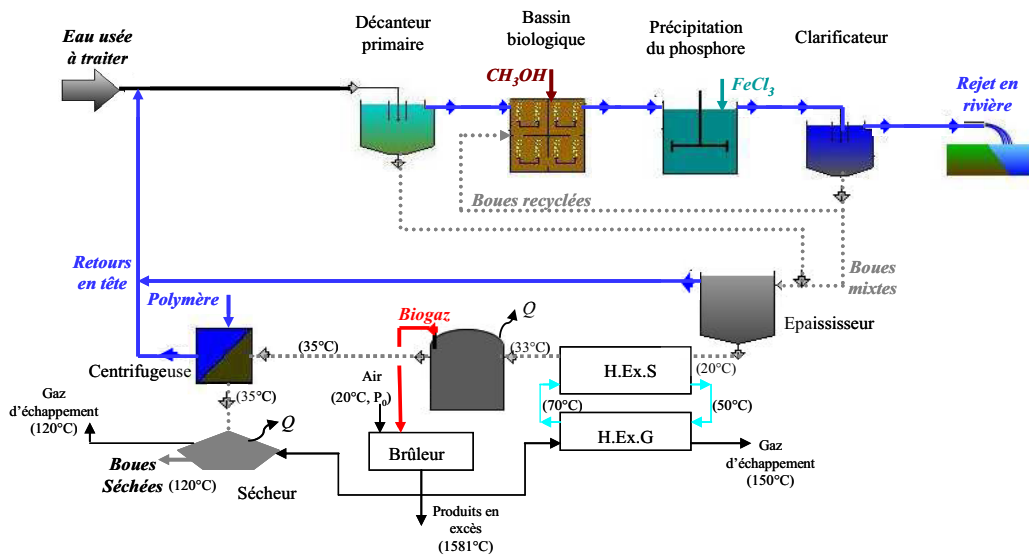 Eau usée
à traiter
Décanteur
primaire
Bassin
biologique
Précipitation
du phosphore
Clarificateur
CH3OH
FeCl3
Rejet en
rivière
Boues recyclées
Boues
mixtes
Retours
en tête
Polymère
Biogaz
Q
Epaississeur
(35°C)
(33°C)
(20°C)
H.Ex.S
Centrifugeuse
Air
(20°C, P0)
(70°C)
(50°C)
(35°C)
H.Ex.G
Gaz
d'échappement
(120°C)
Q
Brûleur
Gaz
d'échappement
(150°C)
Boues
Séchées
(120°C)
Sécheur
Produits en
excès
(1581°C)